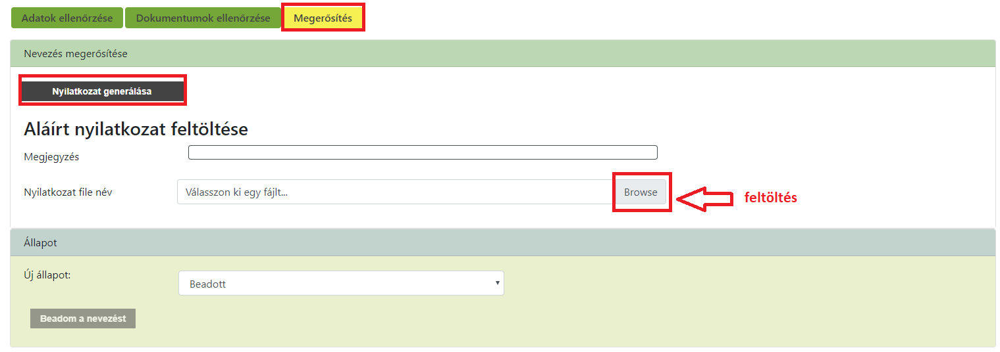 Adatok ellenőrzése Dokumentumok ellenőrzése Megerősítés
Nevezés megerősítése
Nyilatkozat generálása
Aláírt nyilatkozat feltöltése
Megjegyzés
Nyilatkozat file név Válasszon ki egy fájlt... Browse feltöltés
Állapot
Új állapot: Beadott
Beadom a nevezést